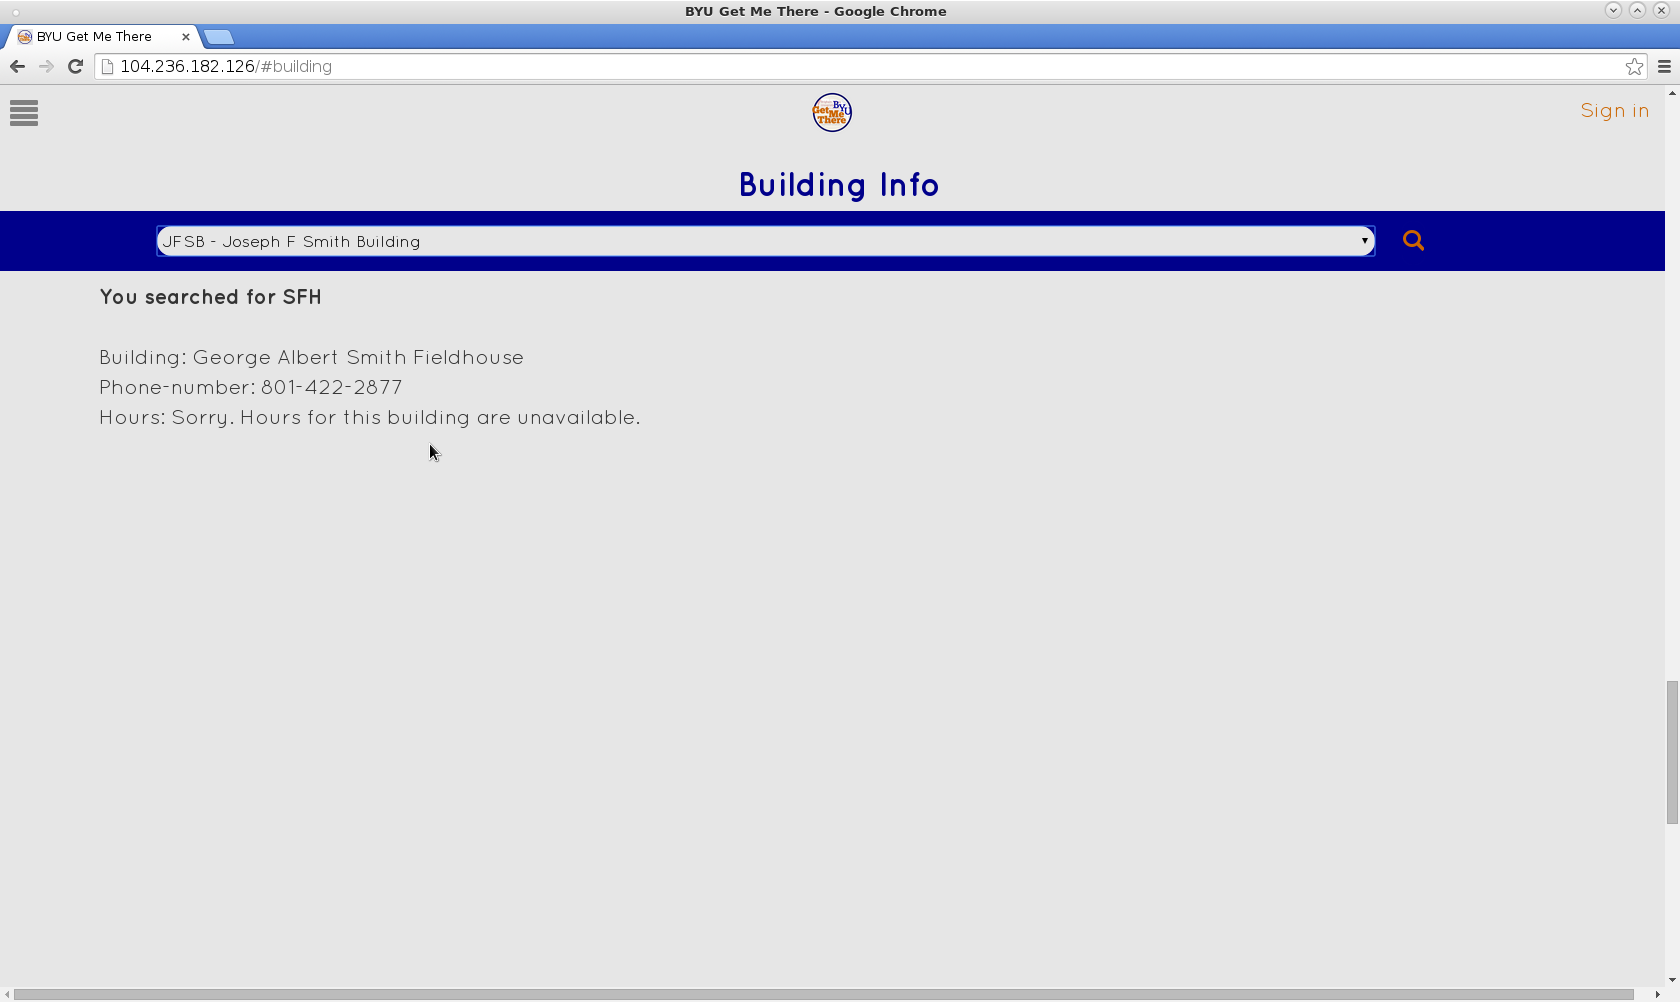 BYU Get Me There - Google Chrome
BYU Get Me There
104.236.182.126/#building
BYU
Get
Me
There
Sign in
Building Info
JFSB - Joseph F Smith Building
You searched for SFH
Building: George Albert Smith Fieldhouse
Phone-number: 801-422-2877
Hours: Sorry. Hours for this building are unavailable.